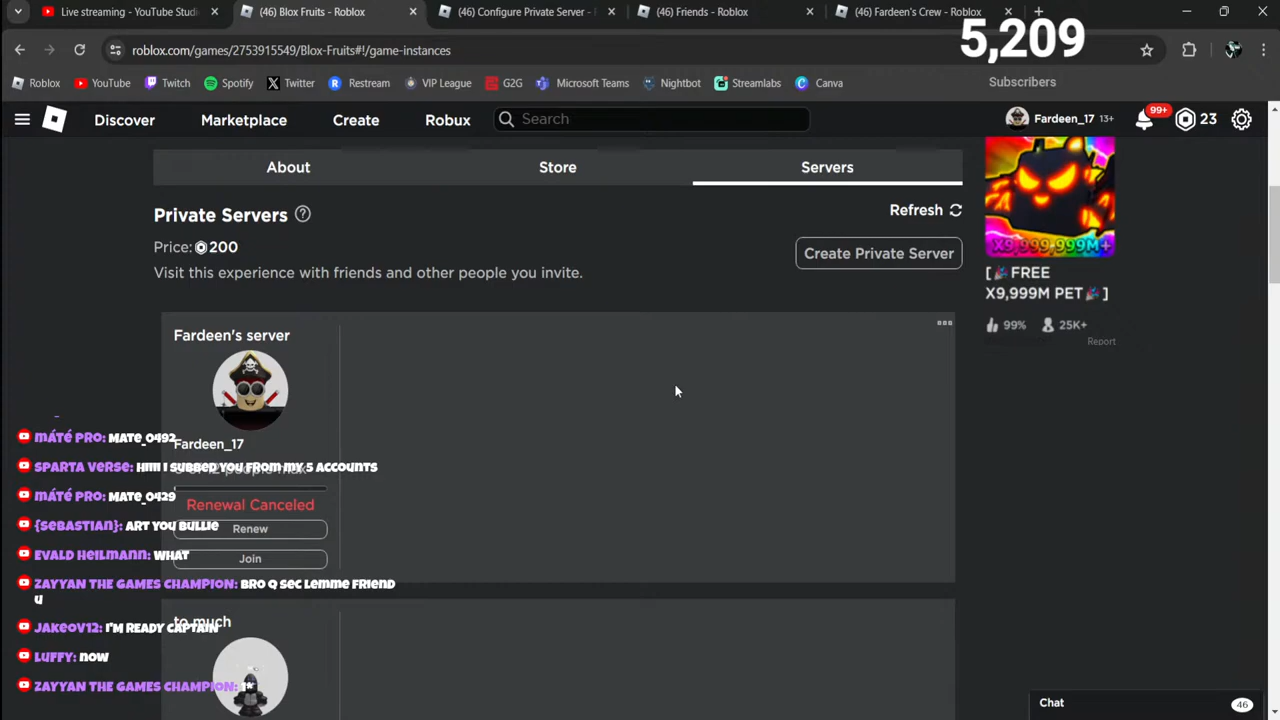 Live streaming - YouTube Studi
(46) Blox Fruits - Roblox
(46) Configure Private Server -
(46) Friends - Roblox
(46) Fardeen's Crew - Roblox
roblox.com/games/2753915549/Blox-Fruits#!/game-instances
5,209
Subscribers
Roblox YouTube Twitch Spotify Twitter Restream VIP League G2G Microsoft Teams Nightbot Streamlabs Canva
Discover Marketplace Create Rob Search Fardeen_17 13+ 99+ 23
About Store Servers
Private Servers
Refresh
Price: 200
Create Private Server
Visit this experience with friends and other people you invite.
X9,999,999M+
[🎉FREE
X9,999M PET🎉]
99% 25K+
Report
Fardeen's server
Fardeen_17
Renewal Canceled
Renew
Join
to much
MÁTÉ PRO: MATE_0492
SPARTA VERSE: HIII I SUBBED YOU FROM MY 5 ACCOUNTS
MÁTÉ PRO: MATE_0429
{SEBASTIAN}: ART YOU BULLIE
EVALD HEILMANN: WHAT
ZAYYAN THE GAMES CHAMPION: BRO Q SEC LEMME FRIEND
U
JAKEOV12: I'M READY CAPTAIN
LUFFY: NOW
ZAYYAN THE GAMES CHAMPION: 1*
Chat 46